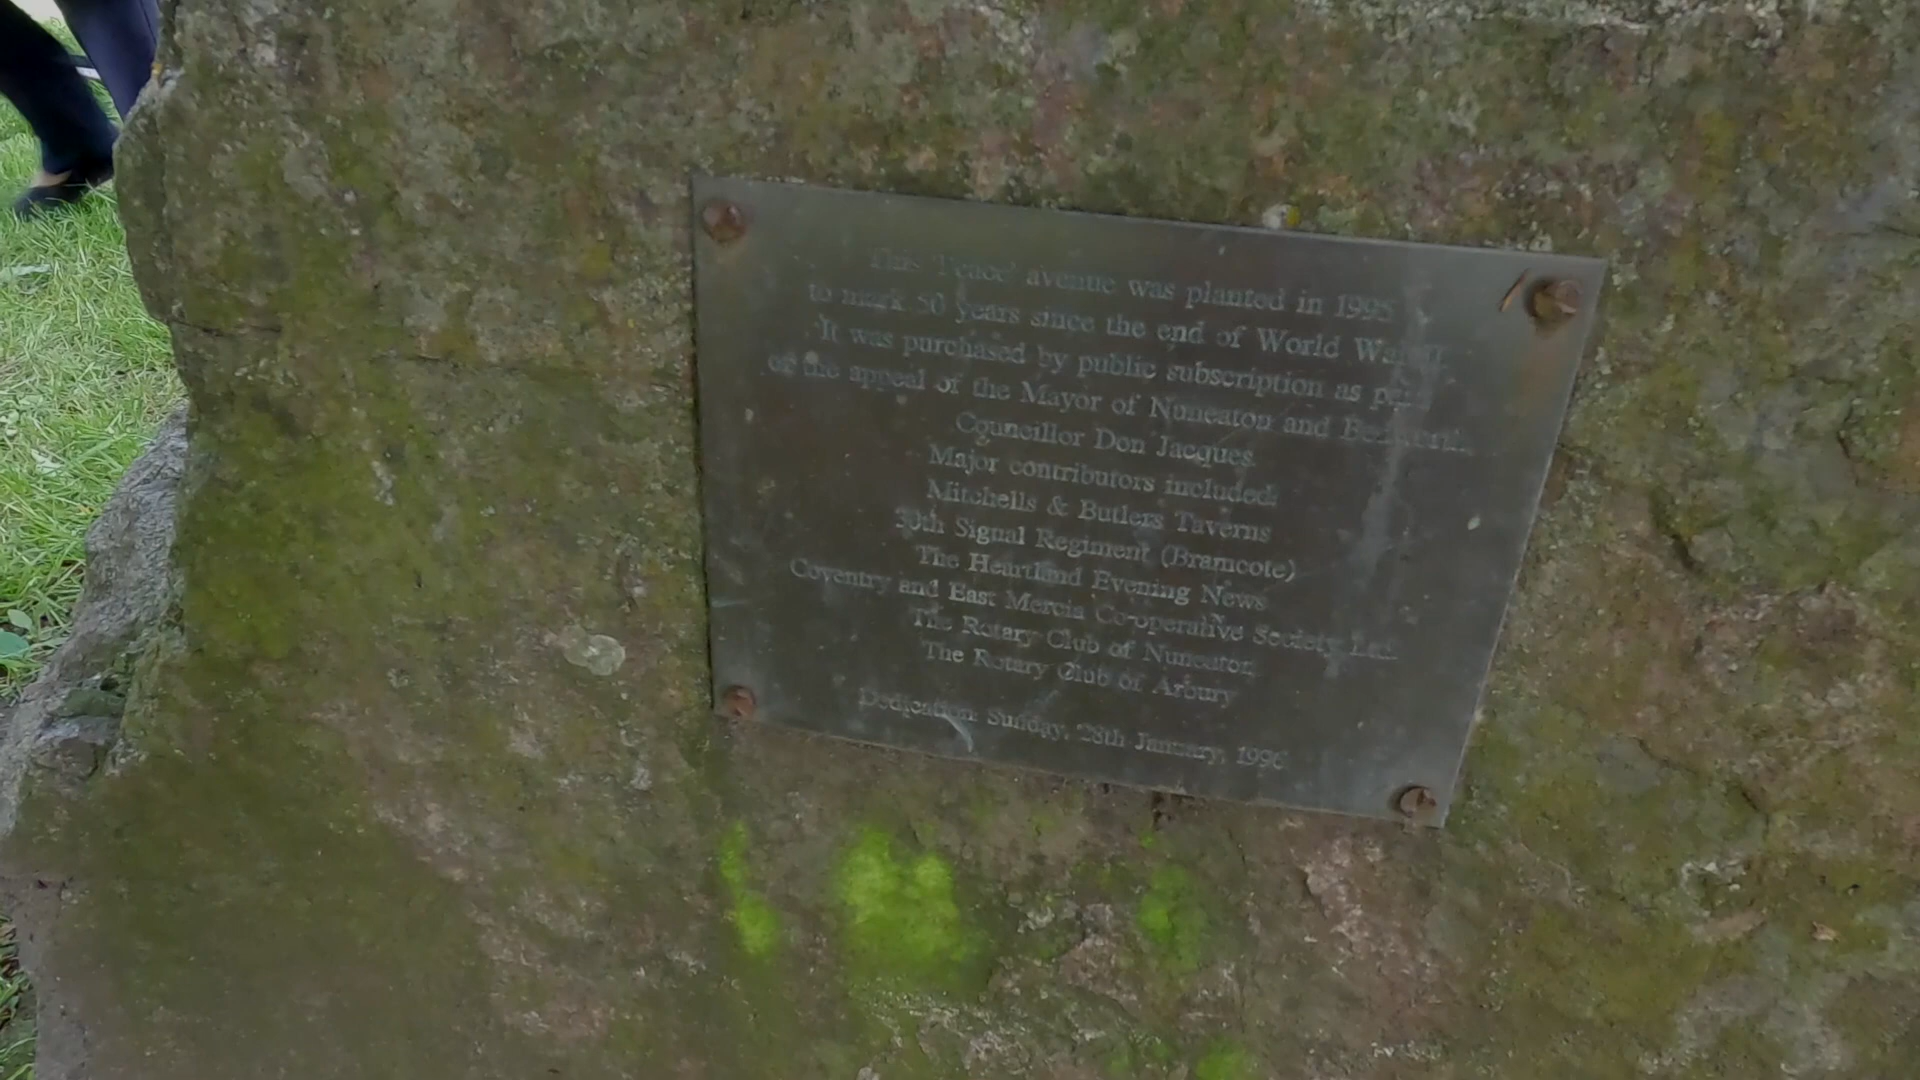 This 'Peace' avenue was planted in 1995
to mark 50 years since the end of World War II.
It was purchased by public subscription as part
of the appeal of the Mayor of Nuneaton and Bedworth
Councillor Don Jacques.
Major contributors included:
Mitchells & Butlers Taverns
30th Signal Regiment (Bramcote)
The Heartland Evening News
Coventry and East Mercia Co-operative Society Ltd.
The Rotary Club of Nuneaton
The Rotary Club of Arbury
Dedication: Sunday, 28th January, 1996